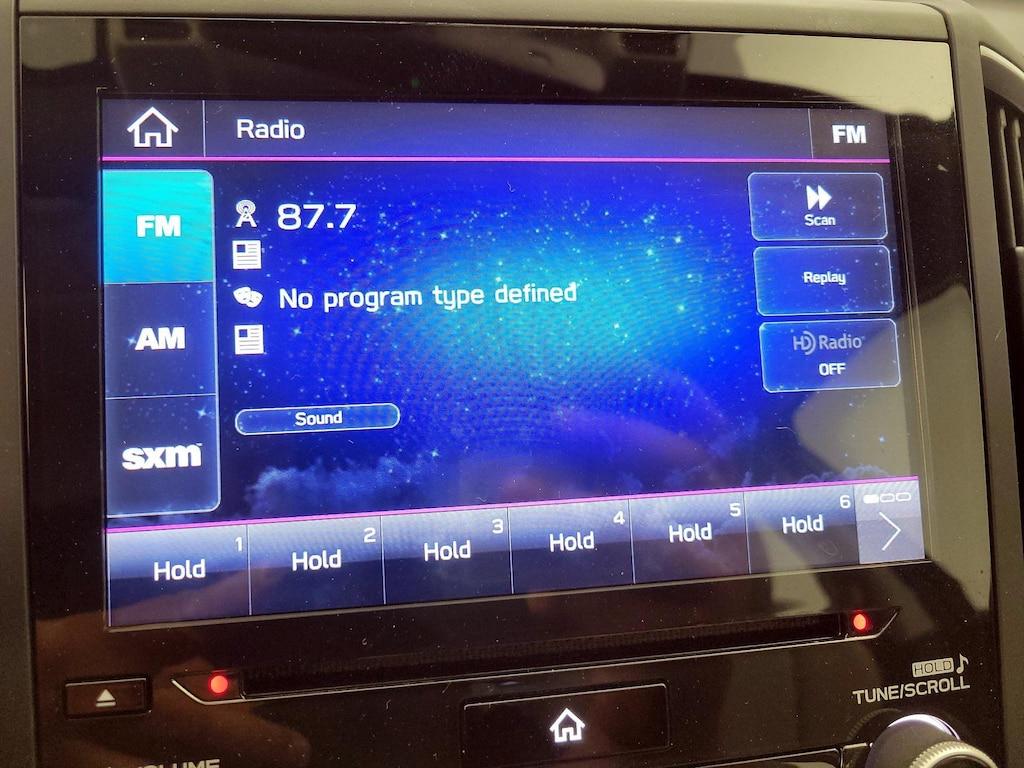 Radio
FM
FM
87.7
Scan
Replay
No program type defined
AM
HD Radio
OFF
Sound
sxm
1
2
3
4
5
6
Hold
Hold
Hold
Hold
Hold
Hold
HOLD
TUNE/SCROLL
VOLUME